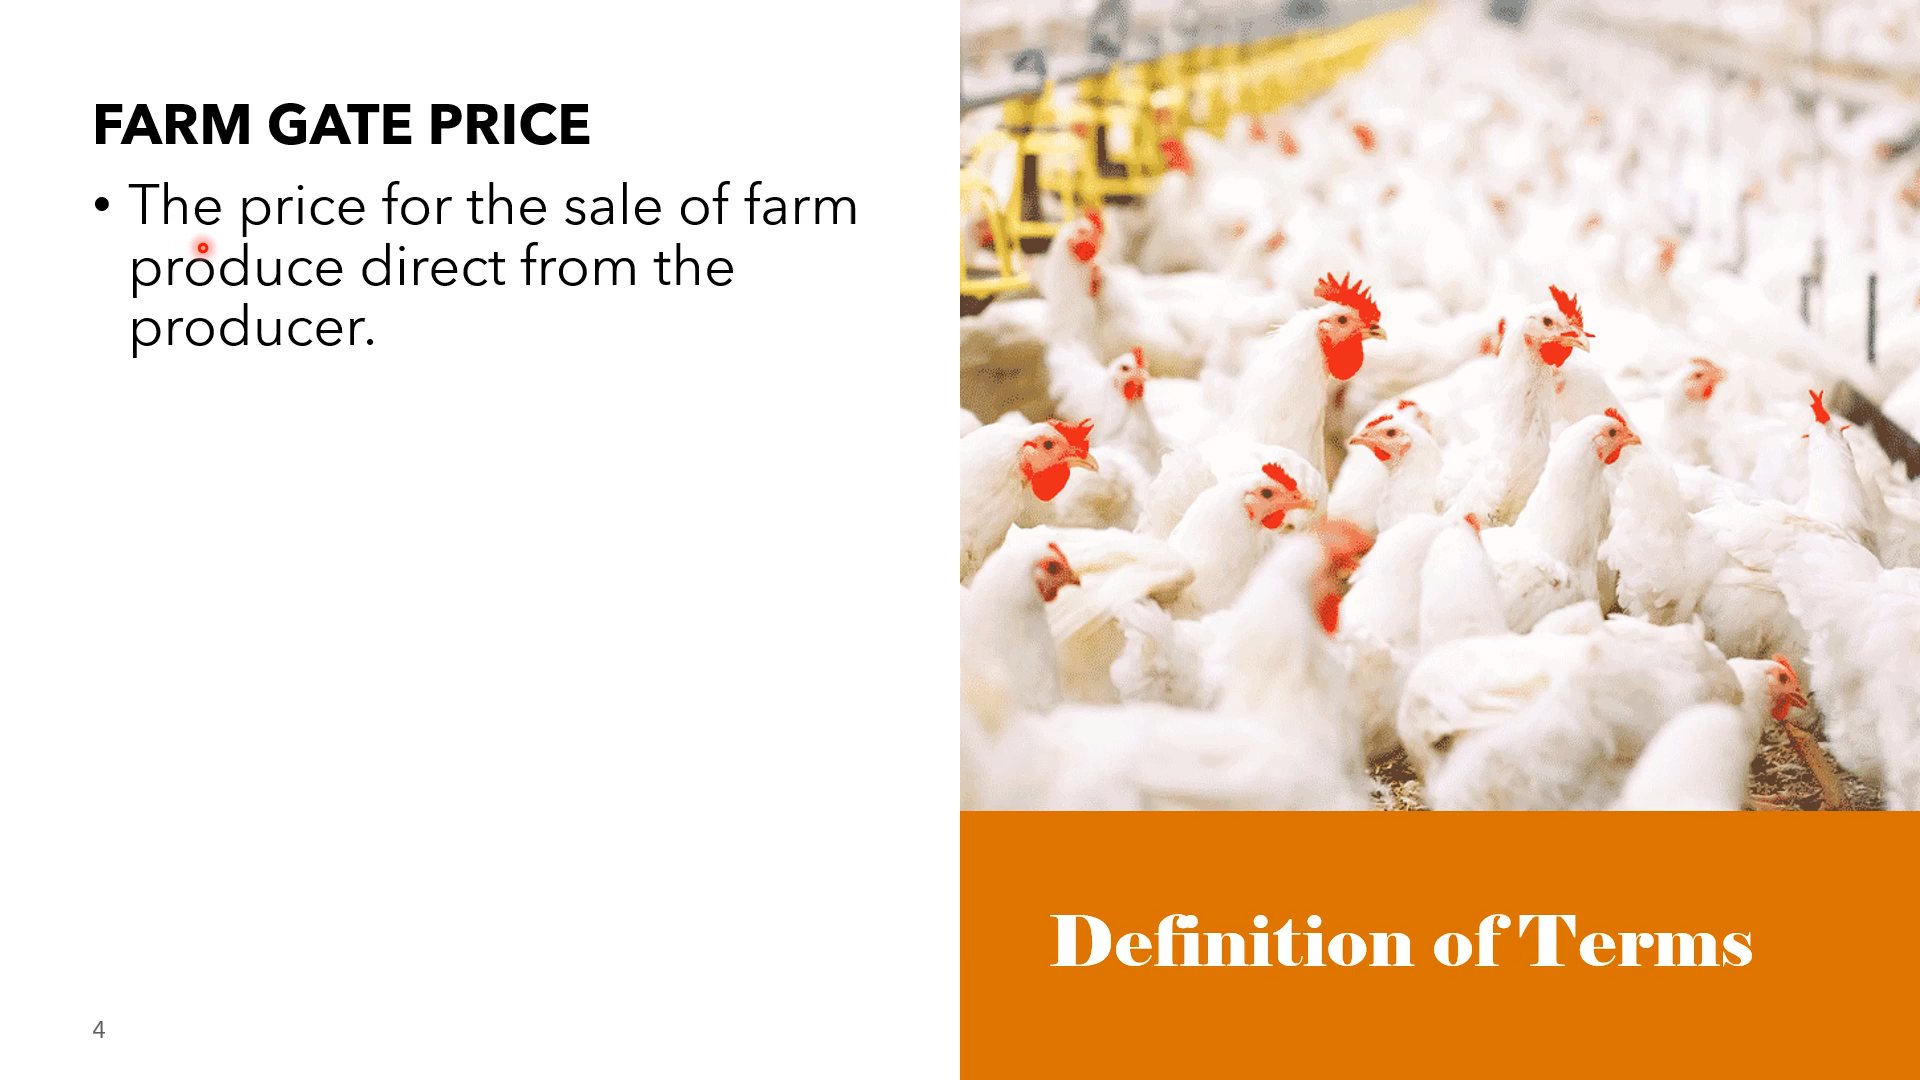 FARM GATE PRICE
• The price for the sale of farm
produce direct from the
producer.
Definition of Terms
4